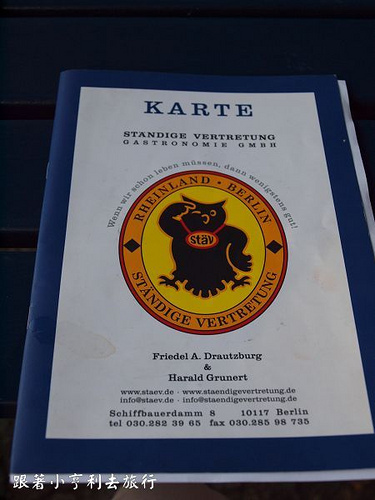 KARTE
STÄNDIGE VERTRETUNG
GASTRONOMIE GMBH
Wenn wir schon leben müssen, dann wenigstens gut!
RHEINLAND · BERLIN
stäv
STÄNDIGE VERTRETUNG
Friedel A. Drautzburg
&
Harald Grunert
www.staev.de - www.staendigevertretung.de
info@staev.de - info@staendigevertretung.de
Schiffbauerdamm 8 10117 Berlin
tel 030.282 39 65 fax 030.285 98 735
跟著小亨利去旅行